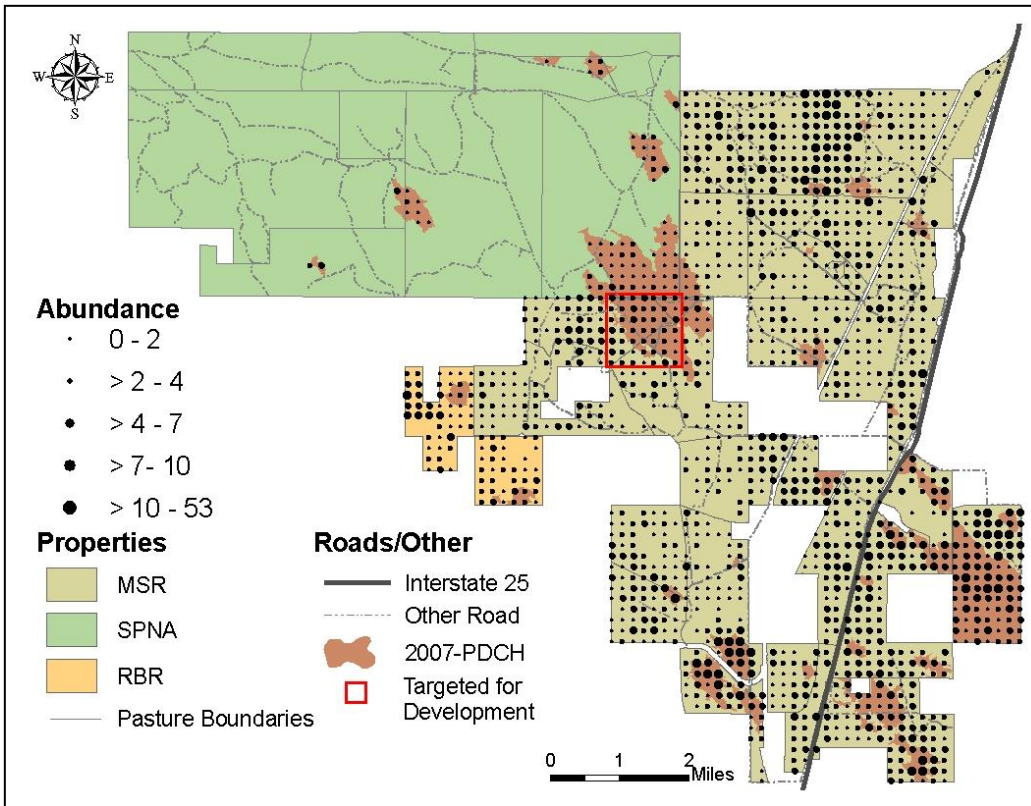 N
W E
S
Abundance
0 - 2
> 2 - 4
> 4 - 7
> 7- 10
> 10 - 53
Properties
MSR
SPNA
RBR
Pasture Boundaries
Roads/Other
Interstate 25
Other Road
2007-PDCH
Targeted for
Development
0 1 2
Miles